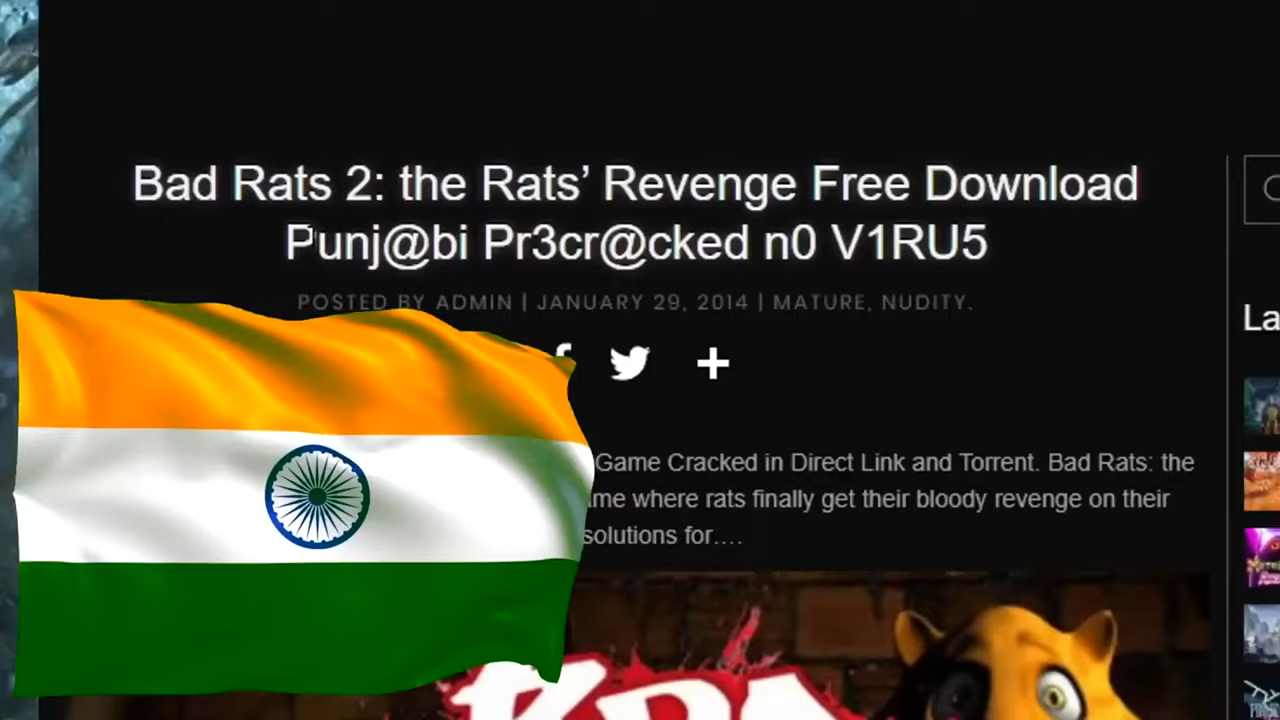 Bad Rats 2: the Rats’ Revenge Free Download
Punj@bi Pr3cr@cked n0 V1RU5
POSTED BY ADMIN | JANUARY 29, 2014 | MATURE, NUDITY.
La
Game Cracked in Direct Link and Torrent. Bad Rats: the
me where rats finally get their bloody revenge on their
solutions for….